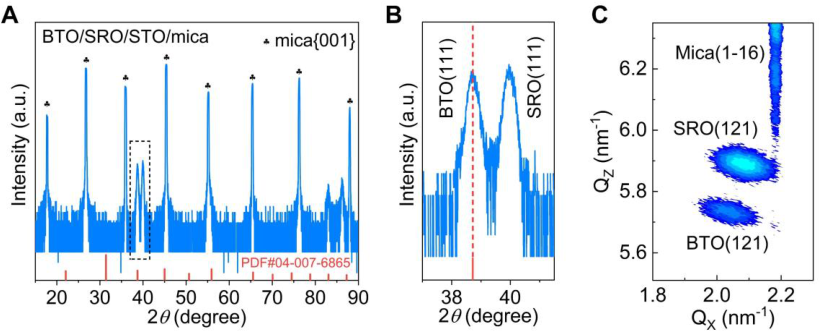 A
BTO/SRO/STO/mica
♣ mica{001}
Intensity (a.u.)
PDF#04-007-6865
20 30 40 50 60 70 80 90
2θ (degree)
B
BTO(111)
SRO(111)
Intensity (a.u.)
38 40
2θ (degree)
C
Mica(1-16)
SRO(121)
BTO(121)
Q_Z (nm⁻¹)
6.2
6.0
5.8
5.6
1.8 2.0 2.2
Q_X (nm⁻¹)